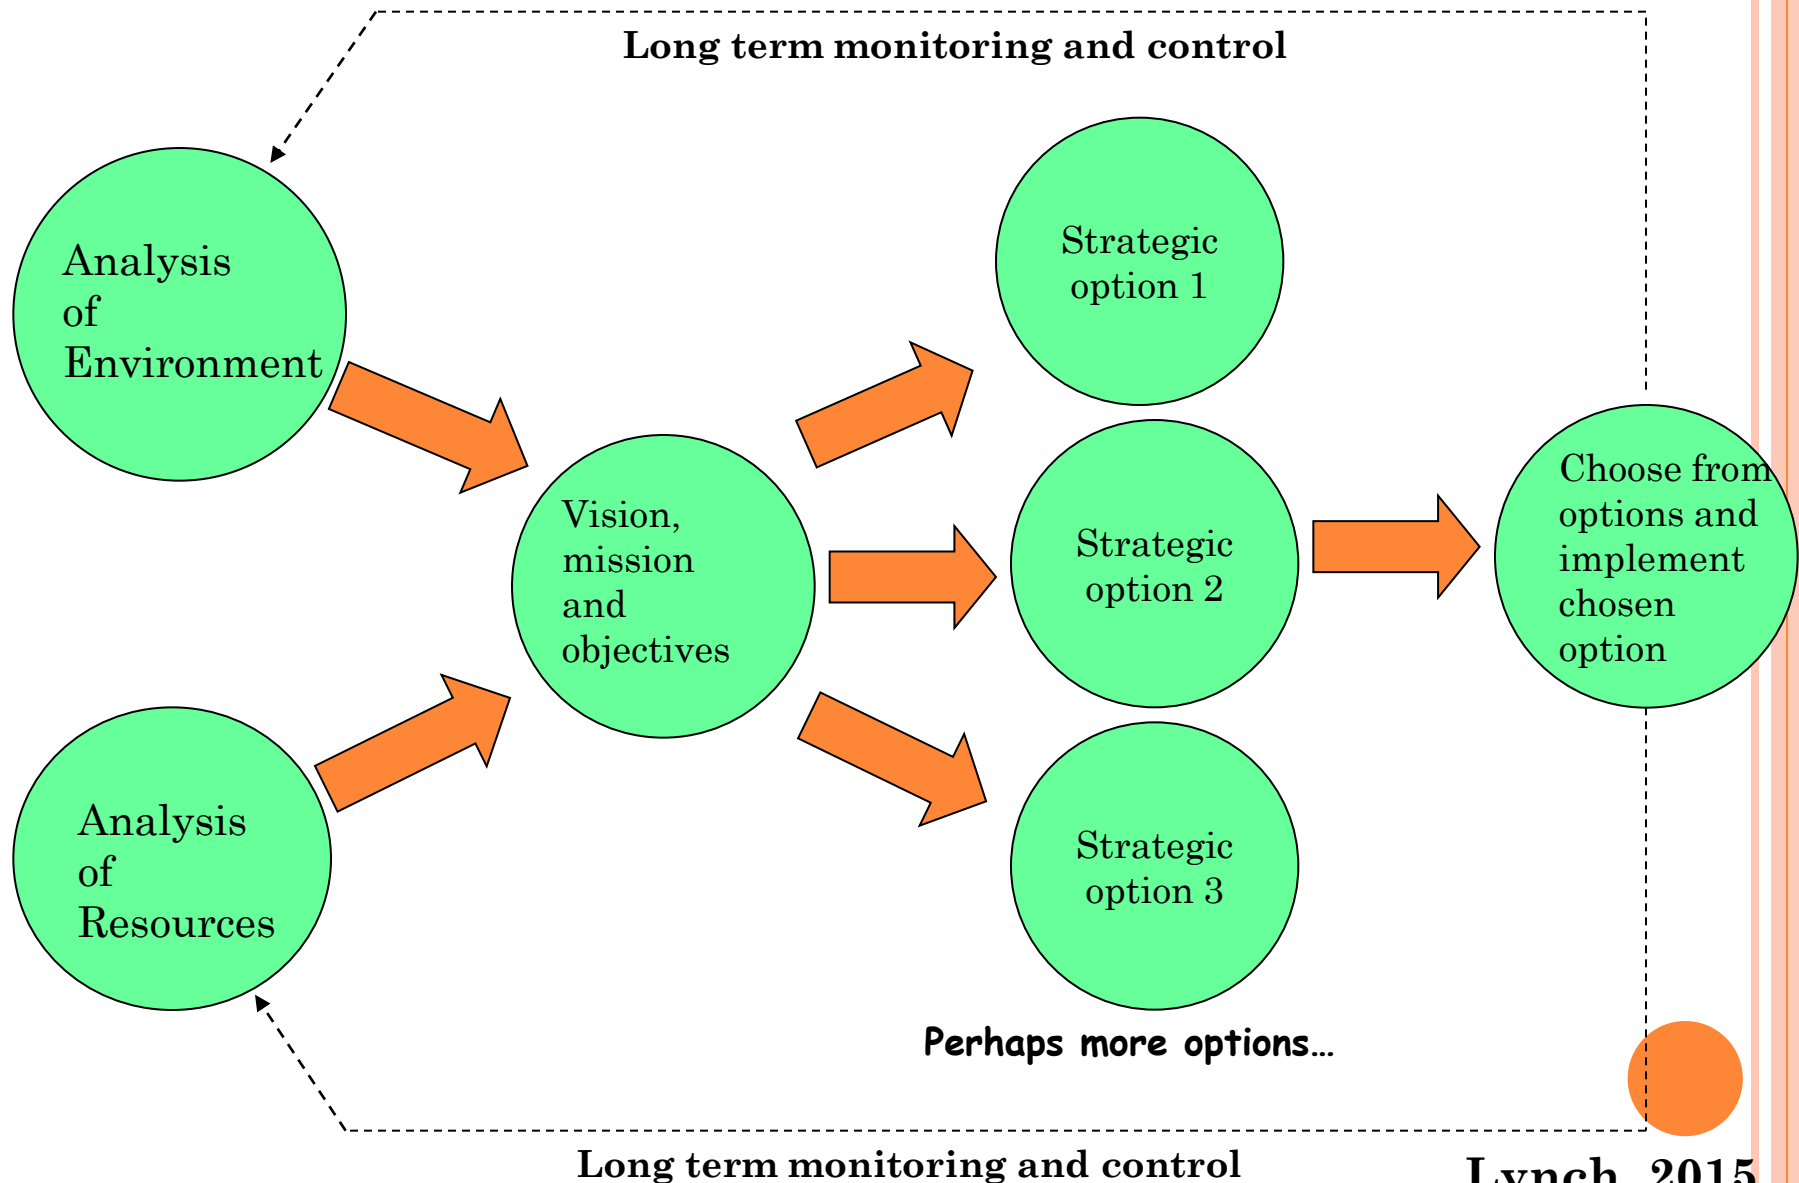 Long term monitoring and control
Analysis
of
Environment
Strategic
option 1
Vision,
mission
and
objectives
Strategic
option 2
Choose from
options and
implement
chosen
option
Analysis
of
Resources
Strategic
option 3
Perhaps more options…
Long term monitoring and control
Lynch, 2015